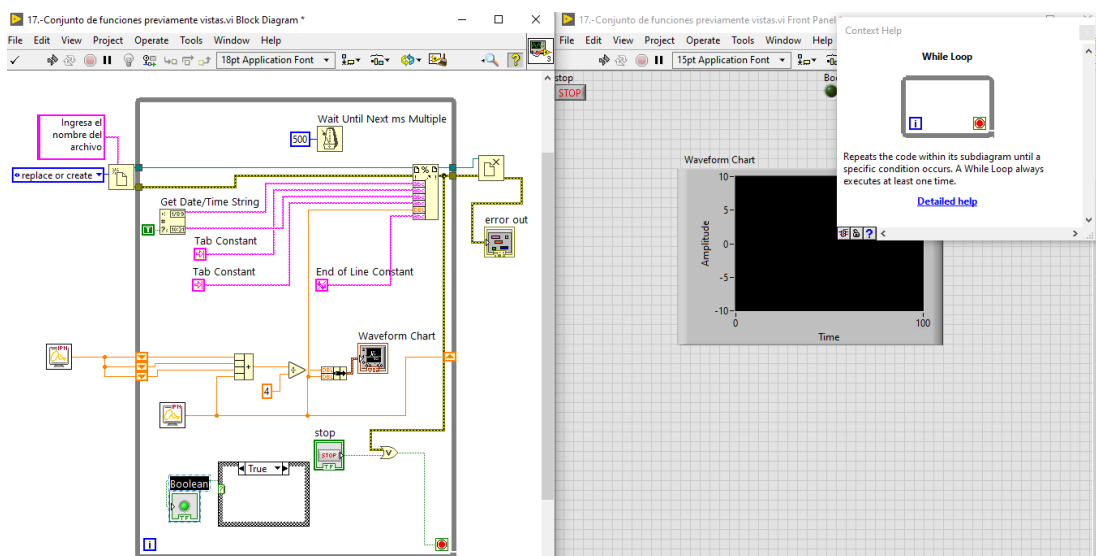 17.-Conjunto de funciones previamente vistas.vi Block Diagram *
File Edit View Project Operate Tools Window Help
18pt Application Font
3
Ingresa el
nombre del
archivo
replace or create
Wait Until Next ms Multiple
500
Get Date/Time String
T
Tab Constant
Tab Constant
End of Line Constant
error out
Waveform Chart
4
stop
STOP
TF
V
True
?
Boolean
TF
i
17.-Conjunto de funciones previamente vistas.vi Front Panel
File Edit View Project Operate Tools Window Help
15pt Application Font
stop
STOP
Boo
Waveform Chart
10
5
0
-5
-10
Amplitude
0
100
Time
Context Help
While Loop
i
Repeats the code within its subdiagram until a
specific condition occurs. A While Loop always
executes at least one time.
Detailed help
?